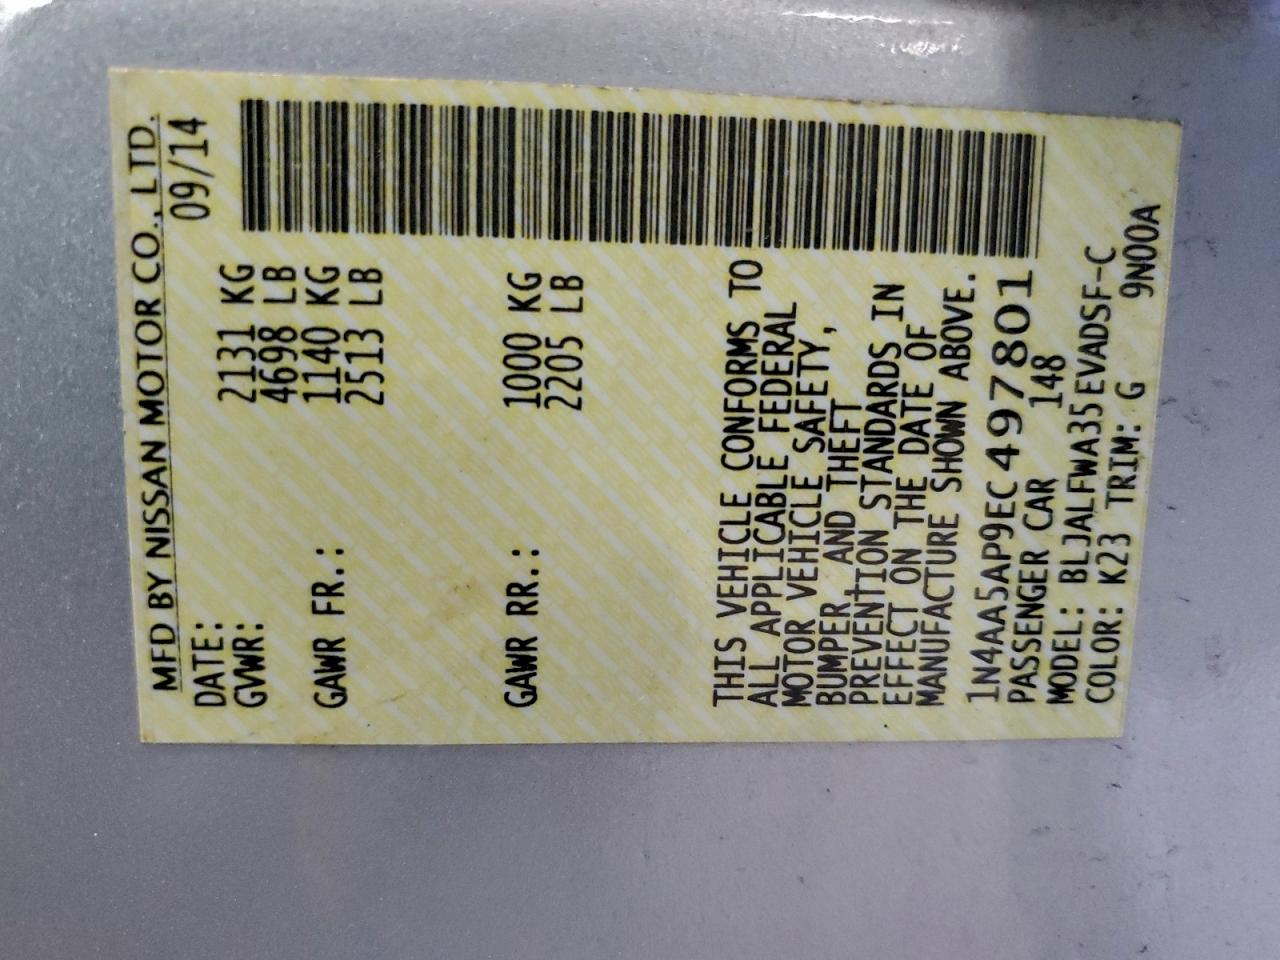 MFD BY NISSAN MOTOR CO., LTD.
DATE: 09/14
GVWR: 2131 KG
4698 LB
GAWR FR.: 1140 KG
2513 LB
GAWR RR.: 1000 KG
2205 LB
THIS VEHICLE CONFORMS TO
ALL APPLICABLE FEDERAL
MOTOR VEHICLE SAFETY,
BUMPER, AND THEFT
PREVENTION STANDARDS IN
EFFECT ON THE DATE OF
MANUFACTURE SHOWN ABOVE.
1N4AA5AP9EC497801
PASSENGER CAR 148
MODEL: BLJALFWA35EVADSF-C
COLOR: K23 TRIM: G 9N00A